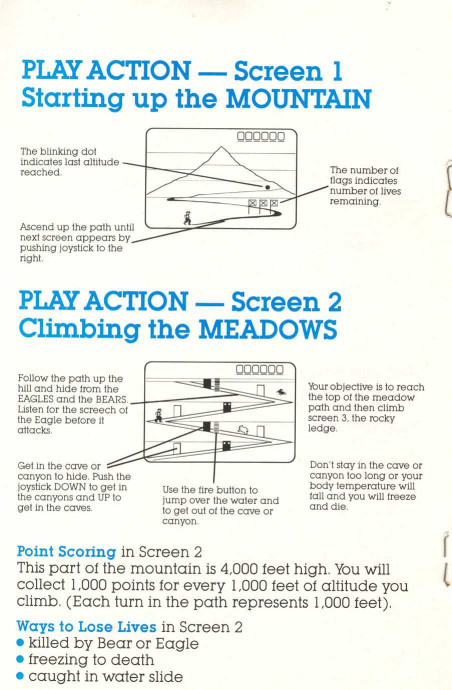 PLAY ACTION — Screen 1
Starting up the MOUNTAIN
The blinking dot
indicates last altitude
reached.
The number of
flags indicates
number of lives
remaining.
Ascend up the path until
next screen appears by
pushing joystick to the
right.
PLAY ACTION — Screen 2
Climbing the MEADOWS
Follow the path up the
hill and hide from the
EAGLES and the BEARS.
Listen for the screech of
the Eagle before it
attacks.
Your objective is to reach
the top of the meadow
path and then climb
screen 3, the rocky
ledge.
Get in the cave or
canyon to hide. Push the
joystick DOWN to get in
the canyons and UP to
get in the caves.
Use the fire button to
jump over the water and
to get out of the cave or
canyon.
Don't stay in the cave or
canyon too long or your
body temperature will
fall and you will freeze
and die.
Point Scoring in Screen 2
This part of the mountain is 4,000 feet high. You will
collect 1,000 points for every 1,000 feet of altitude you
climb. (Each turn in the path represents 1,000 feet).
Ways to Lose Lives in Screen 2
• killed by Bear or Eagle
• freezing to death
• caught in water slide